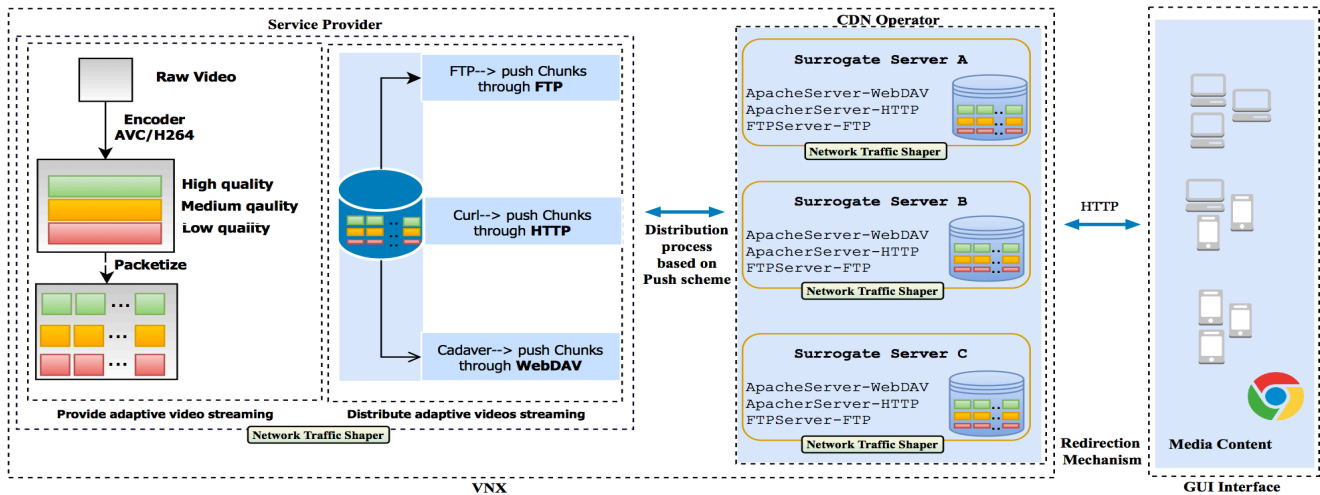 Service Provider
Raw Video
Encoder
AVC/H264
High quality
Medium qaulity
Low quality
Packetize
...
...
...
Provide adaptive video streaming
FTP--> push Chunks
through FTP
Curl--> push Chunks
through HTTP
Cadaver--> push Chunks
through WebDAV
Distribute adaptive videos streaming
Network Traffic Shaper
Distribution
process
based on
Push scheme
CDN Operator
Surrogate Server A
ApacheServer-WebDAV
ApacherServer-HTTP
FTPServer-FTP
Network Traffic Shaper
Surrogate Server B
ApacheServer-WebDAV
ApacherServer-HTTP
FTPServer-FTP
Network Traffic Shaper
Surrogate Server C
ApacheServer-WebDAV
ApacherServer-HTTP
FTPServer-FTP
Network Traffic Shaper
VNX
HTTP
Redirection
Mechanism
Media Content
GUI Interface